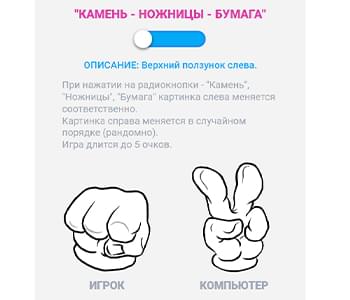 "КАМЕНЬ - НОЖНИЦЫ - БУМАГА"
ОПИСАНИЕ: Верхний ползунок слева.
При нажатии на радиокнопки - "Камень",
"Ножницы", "Бумага" картинка слева меняется
соответственно.
Картинка справа меняется в случайном
порядке (рандомно).
Игра длится до 5 очков.
ИГРОК
КОМПЬЮТЕР